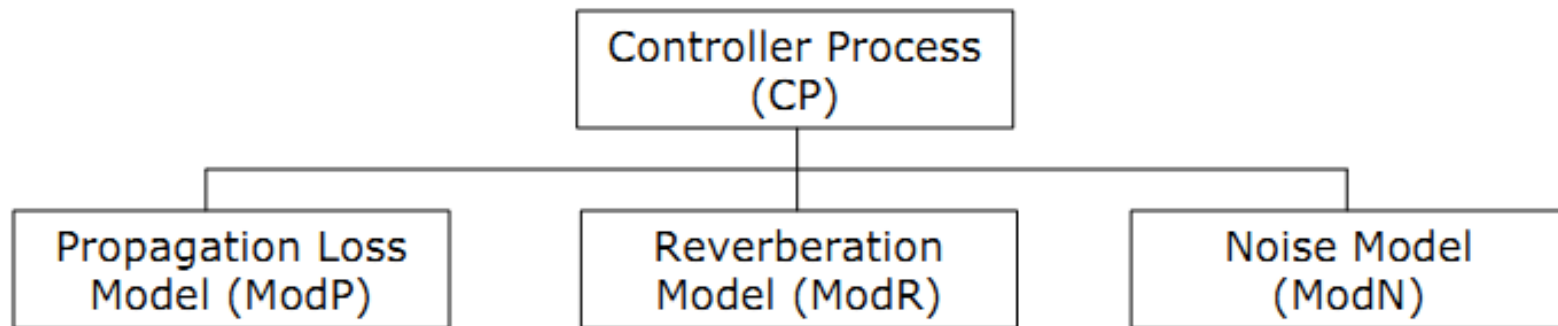 Controller Process
(CP)
Propagation Loss
Model (ModP)
Reverberation
Model (ModR)
Noise Model
(ModN)